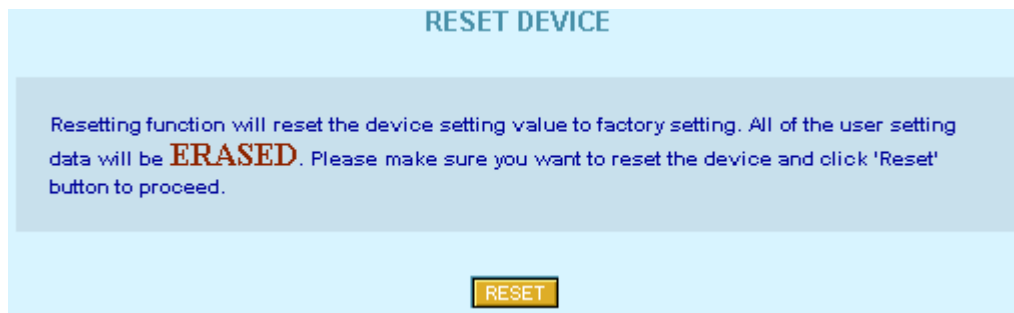 RESET DEVICE
Resetting function will reset the device setting value to factory setting. All of the user setting
data will be ERASED. Please make sure you want to reset the device and click 'Reset'
button to proceed.
RESET